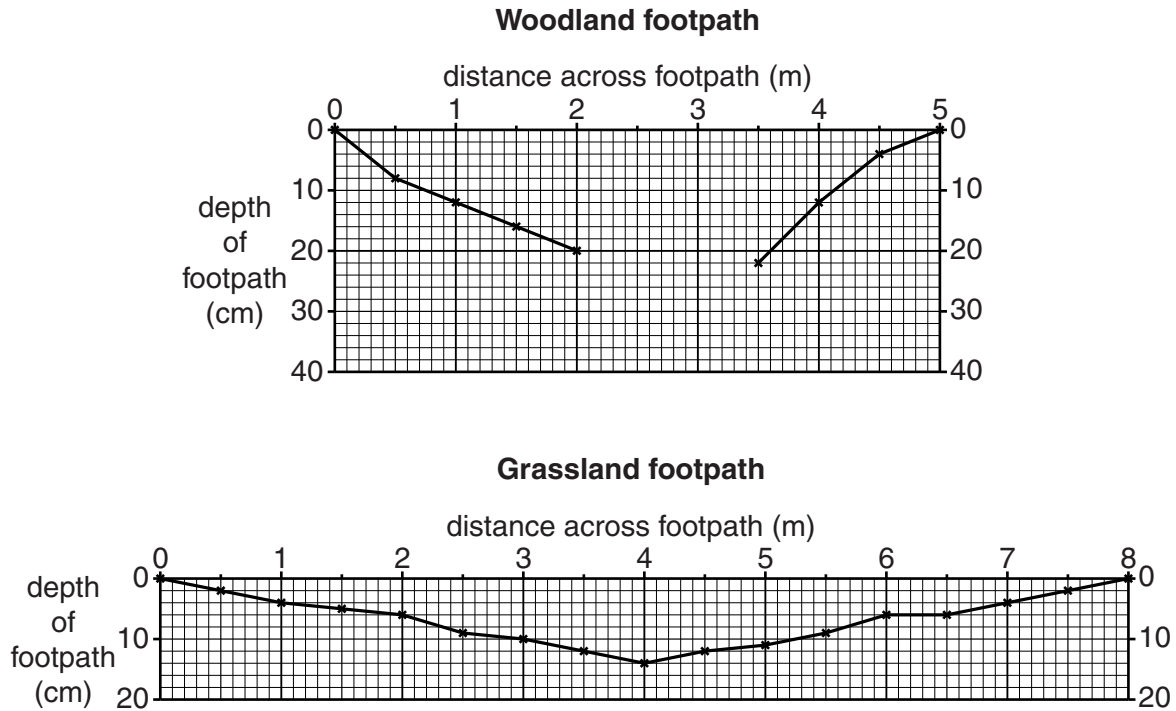 Woodland footpath
distance across footpath (m)
0 1 2 3 4 5
0 0
10 10
20 20
30 30
40 40
depth
of
footpath
(cm)
Grassland footpath
distance across footpath (m)
0 1 2 3 4 5 6 7 8
0 0
10 10
20 20
depth
of
footpath
(cm)